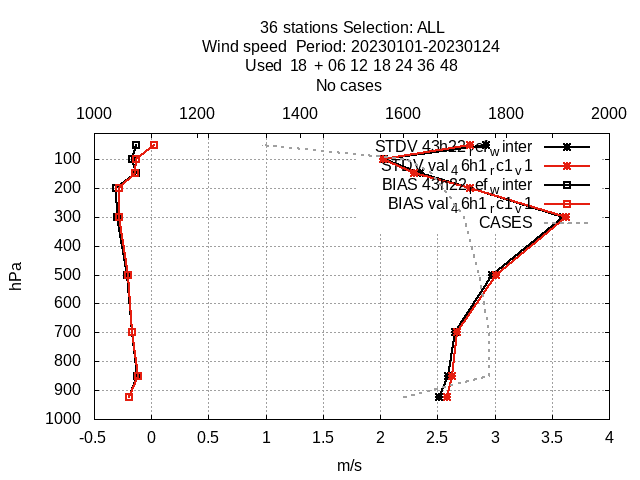 36 stations Selection: ALL
Wind speed Period: 20230101-20230124
Used 18 + 06 12 18 24 36 48
No cases
1000 1200 1400 1600 1800 2000
STDV 43h22_ref_winter
STDV val_46h1_rc1_v1
BIAS 43h22_ref_winter
BIAS val_46h1_rc1_v1
CASES
hPa
100
200
300
400
500
600
700
800
900
1000
-0.5 0 0.5 1 1.5 2 2.5 3 3.5 4
m/s